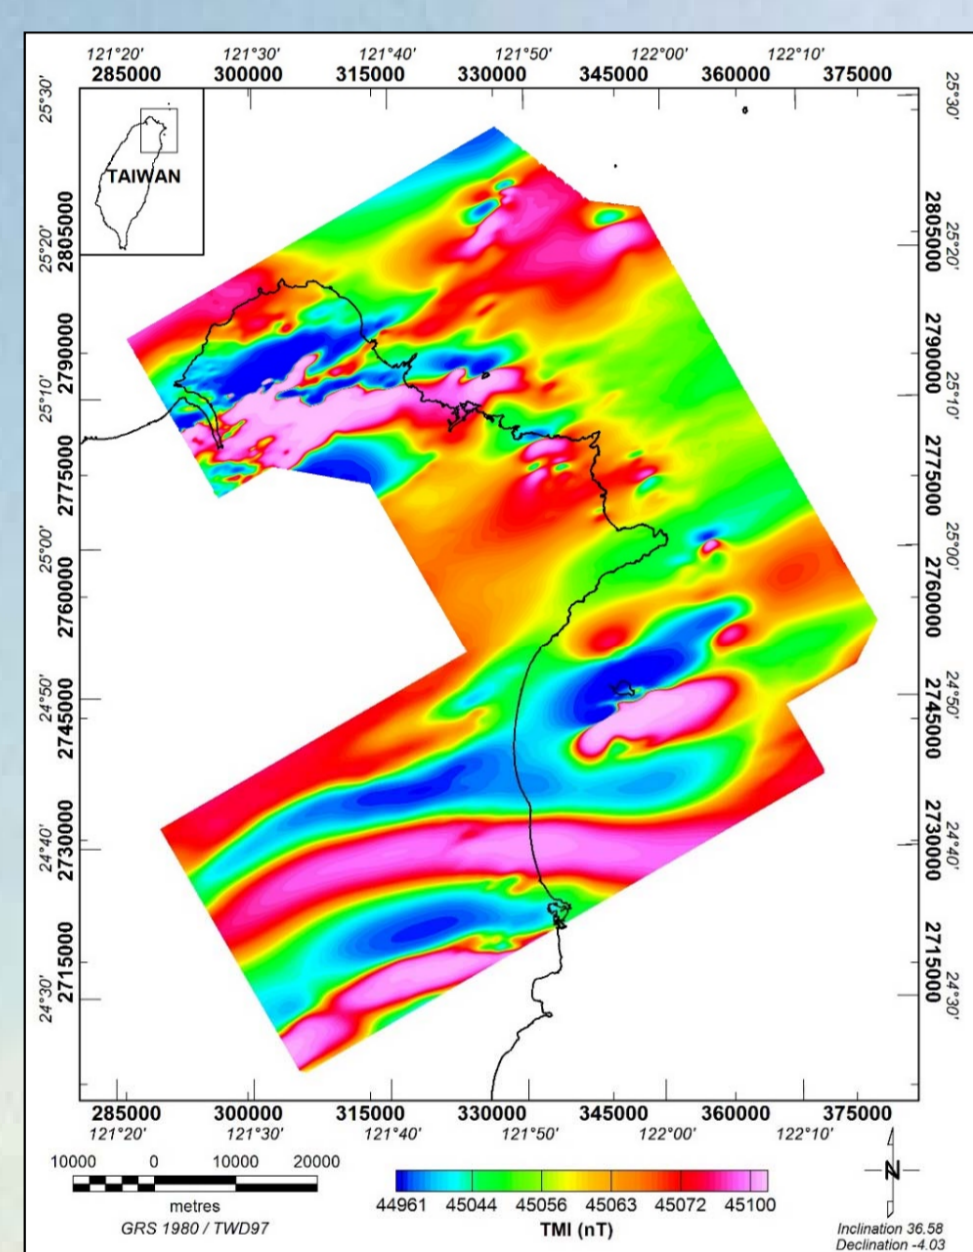 121°20' 121°30' 121°40' 121°50' 122°00' 122°10'
285000 300000 315000 330000 345000 360000 375000
25°30'
25°30'
TAIWAN
25°20'
2805000
2805000
25°20'
2790000
2790000
25°10'
25°10'
2775000
2775000
25°00'
25°00'
2760000
2760000
24°50'
24°50'
2745000
2745000
24°40'
2730000
2730000
24°40'
2715000
2715000
24°30'
24°30'
285000 300000 315000 330000 345000 360000 375000
121°20' 121°30' 121°40' 121°50' 122°00' 122°10'
10000 0 10000 20000
metres
GRS 1980 / TWD97
44961 45044 45056 45063 45072 45100
TMI (nT)
N
Inclination 36.58
Declination -4.03